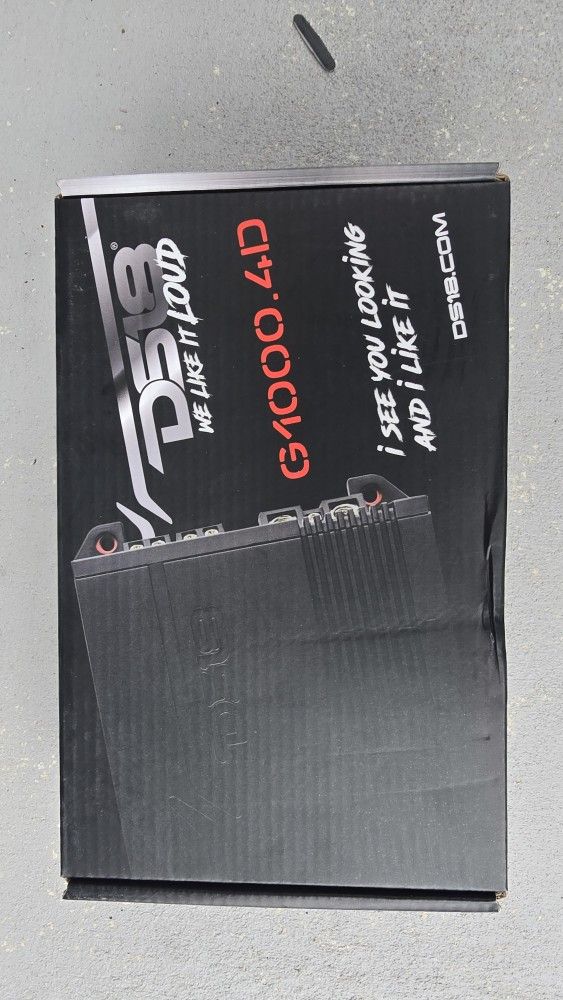 DS18®
WE LIKE IT LOUD
G1000.4D
i SEE YOU LOOKING
AND i LIKE IT
DS18.COM
DS18